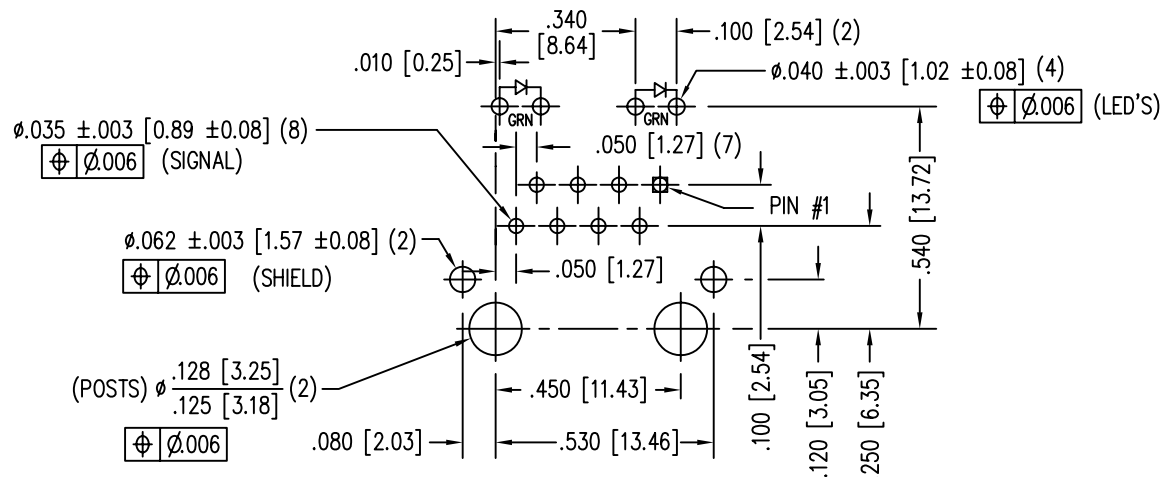 .340
[8.64]
.100 [2.54] (2)
.010 [0.25]
ø.040 ±.003 [1.02 ±0.08] (4)
⌖ Ø.006 (LED'S)
GRN
GRN
ø.035 ±.003 [0.89 ±0.08] (8)
⌖ Ø.006 (SIGNAL)
.050 [1.27] (7)
PIN #1
.540 [13.72]
ø.062 ±.003 [1.57 ±0.08] (2)
⌖ Ø.006 (SHIELD)
.050 [1.27]
(POSTS) ø .128 [3.25] (2)
.125 [3.18]
⌖ Ø.006
.450 [11.43]
.080 [2.03]
.530 [13.46]
.100 [2.54]
.120 [3.05]
250 [6.35]